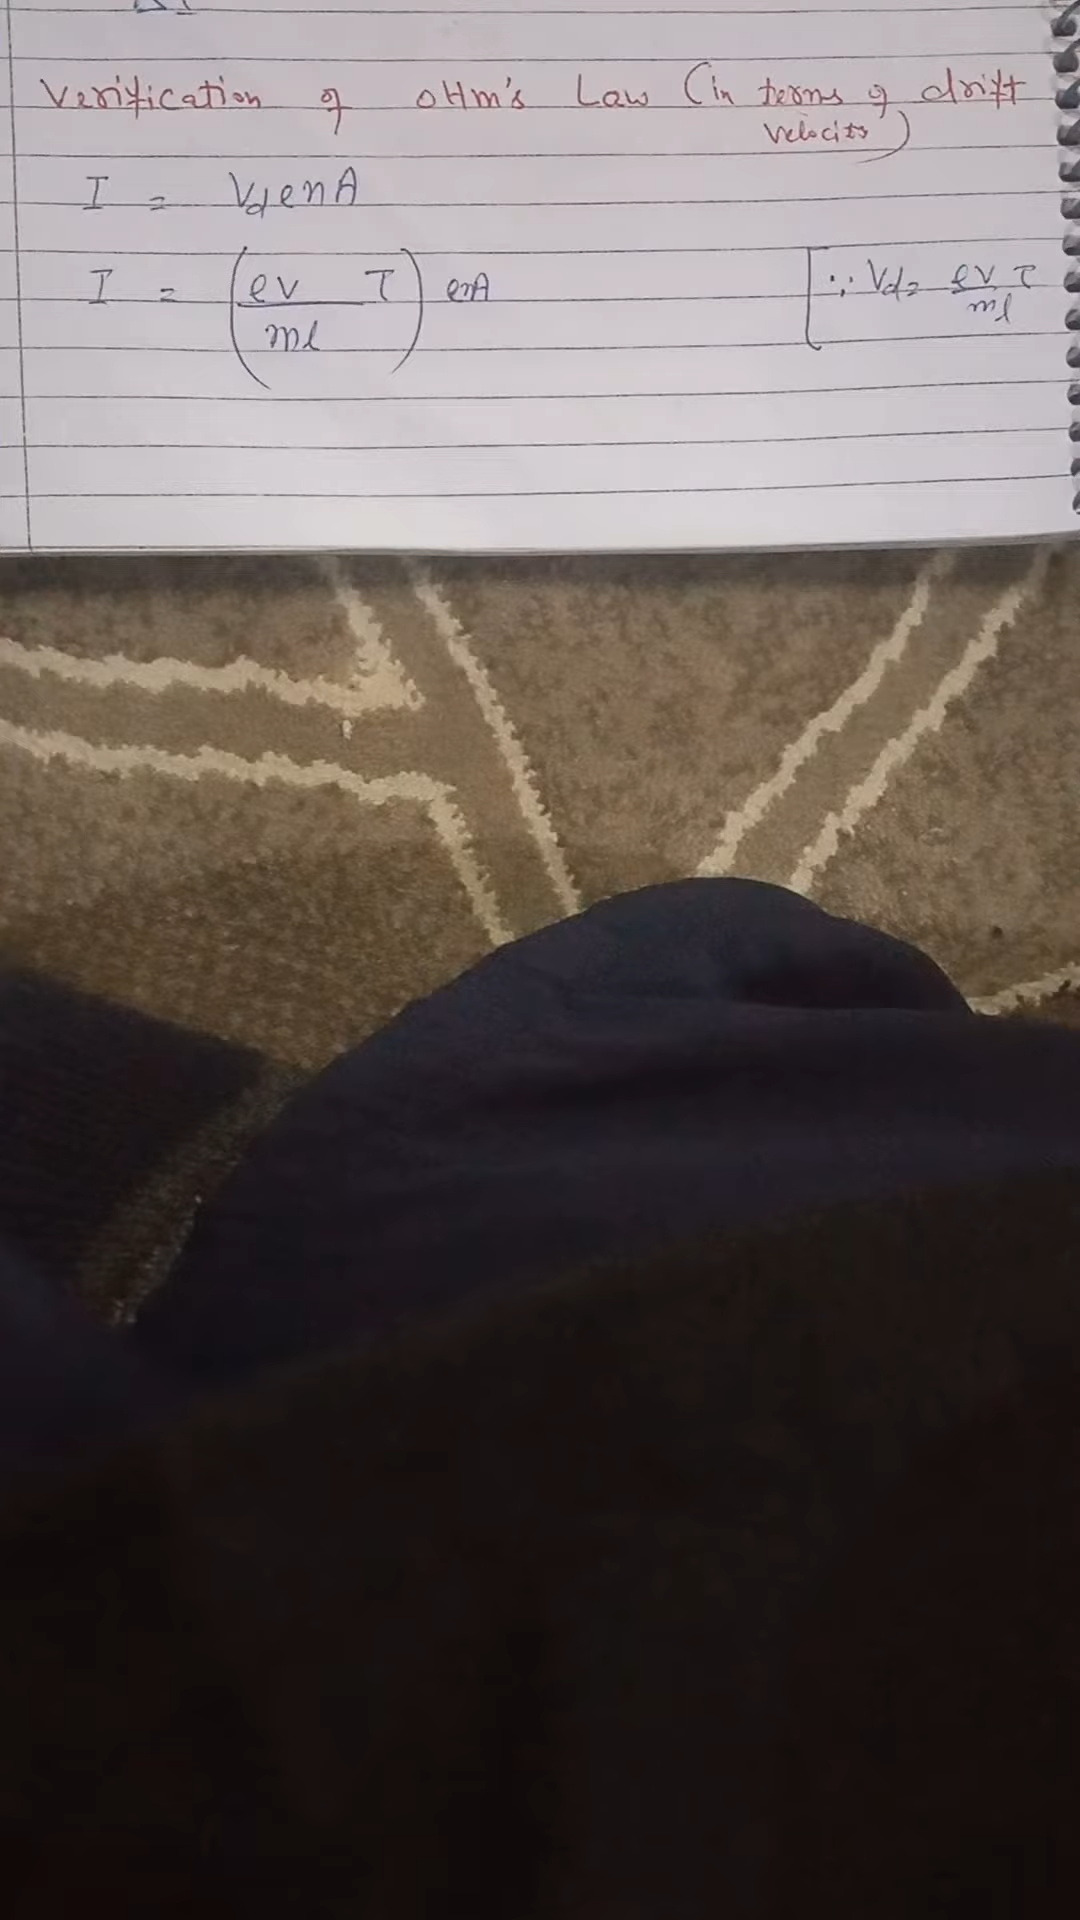 Verification of oHm's Law (in terms of drift velocity)
I = VdenA
I = (eV τ / ml) enA [∵ Vd = eV τ / ml